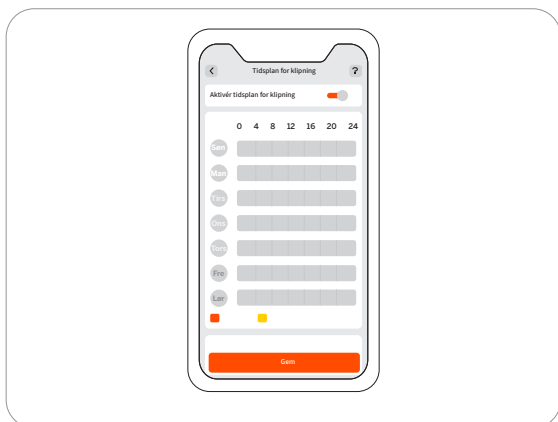 Tidsplan for klipning ?
Aktivér tidsplan for klipning
0 4 8 12 16 20 24
Søn
Man
Tirs
Ons
Tors
Fre
Lør
Gem